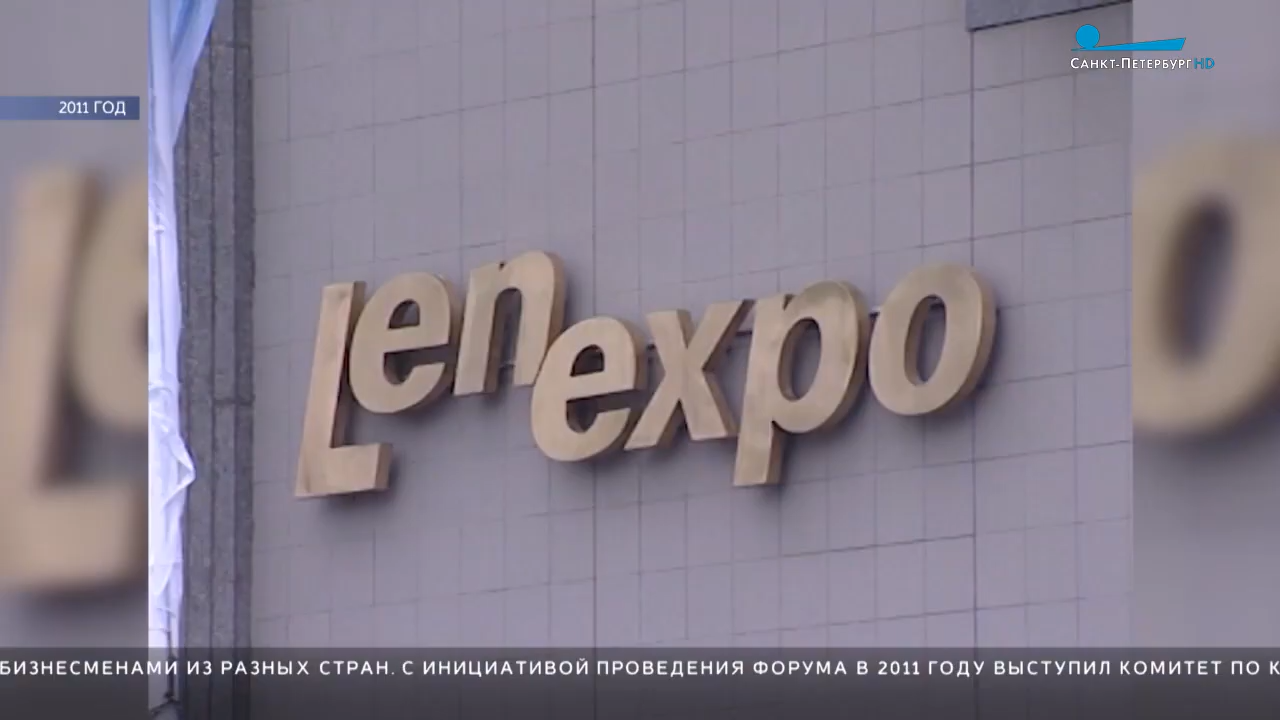 Санкт-Петербург HD
2011 ГОД
Lenexpo
БИЗНЕСМЕНАМИ ИЗ РАЗНЫХ СТРАН. С ИНИЦИАТИВОЙ ПРОВЕДЕНИЯ ФОРУМА В 2011 ГОДУ ВЫСТУПИЛ КОМИТЕТ ПО К